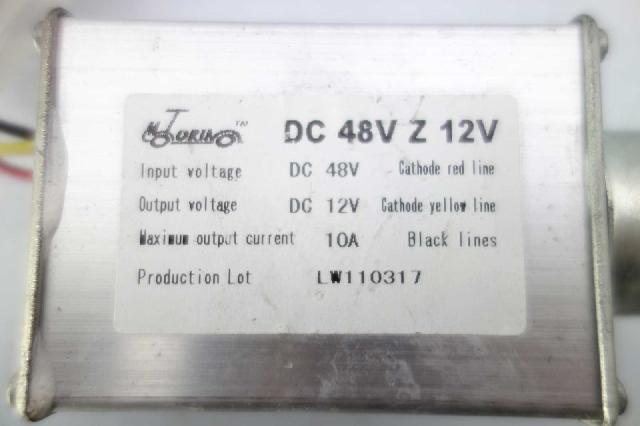 MOTORINO™ DC 48V Z 12V
Input voltage DC 48V Cathode red line
Output voltage DC 12V Cathode yellow line
Maximum output current 10A Black lines
Production Lot LW110317